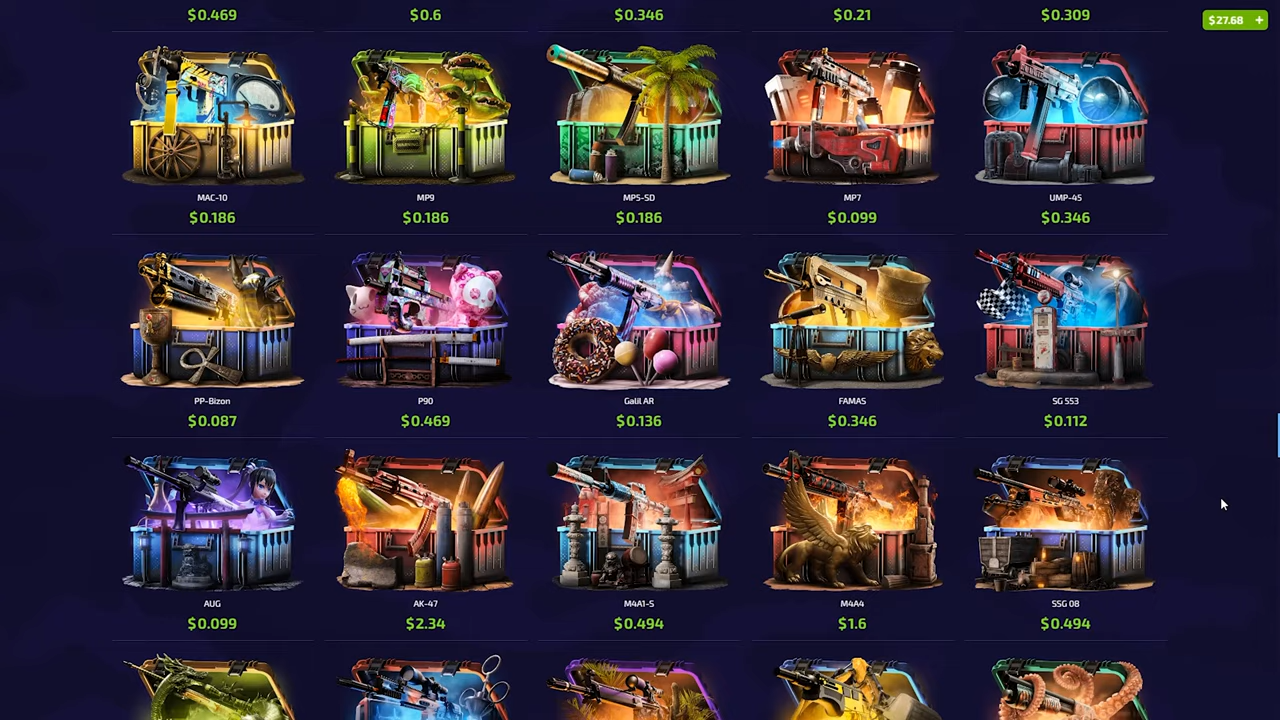 $0.469 $0.6 $0.346 $0.21 $0.309
$27.68 +
MAC-10 MP9 MP5-SD MP7 UMP-45
$0.186 $0.186 $0.186 $0.099 $0.346
PP-Bizon P90 Galil AR FAMAS SG 553
$0.087 $0.469 $0.136 $0.346 $0.112
AUG AK-47 M4A1-S M4A4 SSG 08
$0.099 $2.34 $0.494 $1.6 $0.494